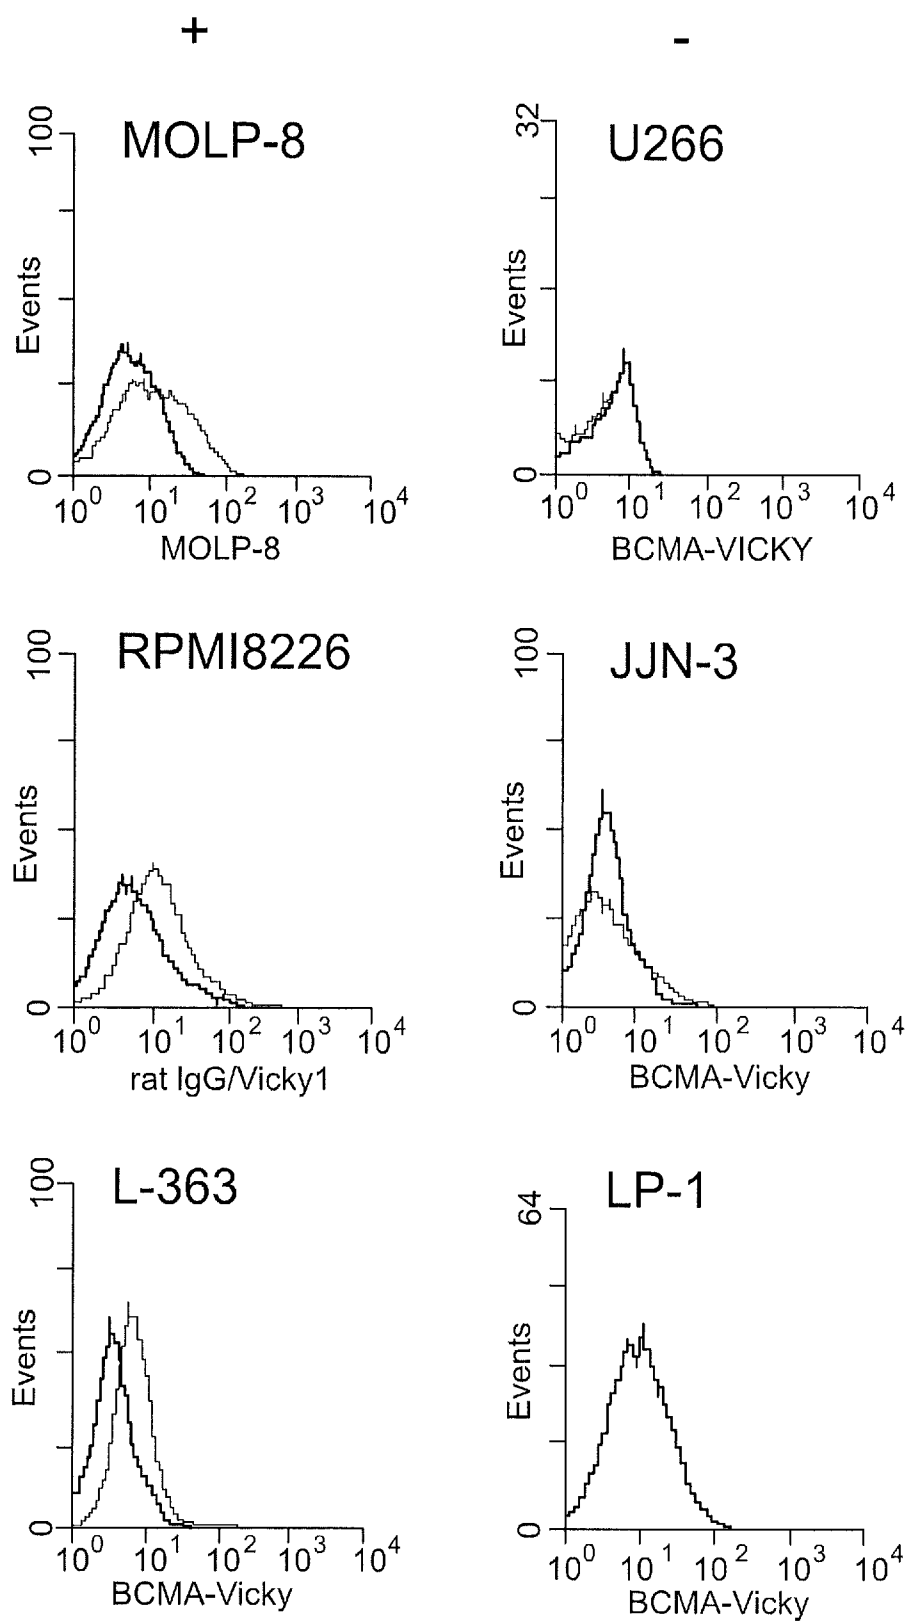 +
-
100
MOLP-8
Events
0
10^0 10^1 10^2 10^3 10^4
MOLP-8
32
U266
Events
0
10^0 10^1 10^2 10^3 10^4
BCMA-VICKY
100
RPMI8226
Events
0
10^0 10^1 10^2 10^3 10^4
rat IgG/Vicky1
100
JJN-3
Events
0
10^0 10^1 10^2 10^3 10^4
BCMA-Vicky
100
L-363
Events
0
10^0 10^1 10^2 10^3 10^4
BCMA-Vicky
64
LP-1
Events
0
10^0 10^1 10^2 10^3 10^4
BCMA-Vicky